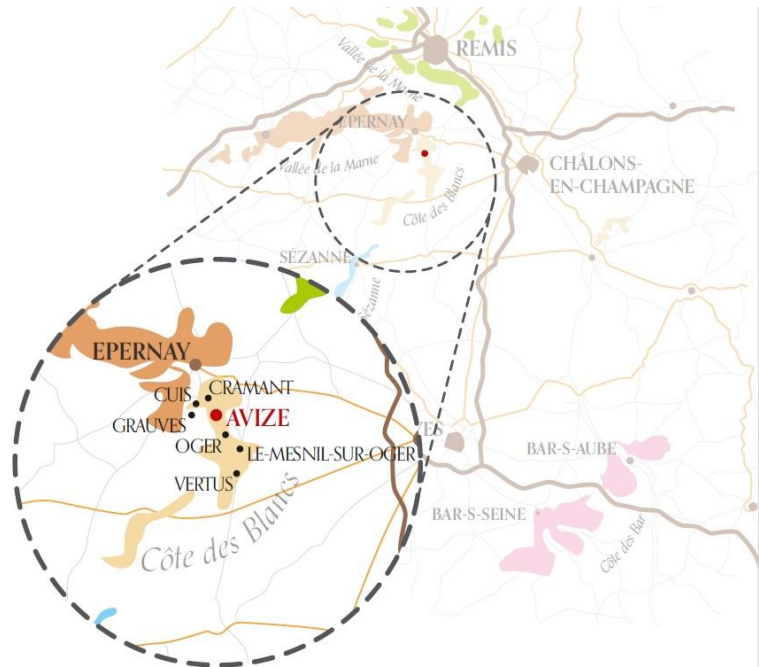 REMIS
Vallée de la Marne
EPERNAY
Vallée de la Marne
CHÂLONS-
EN-CHAMPAGNE
Côte des Blancs
SÉZANNE
Sézanne
EPERNAY
CUIS
CRAMANT
GRAUVES
AVIZE
OGER
LE-MESNIL-SUR-OGER
VERTUS
Côte des Blancs
YES
BAR-S-AUBE
BAR-S-SEINE
Côte des Bar